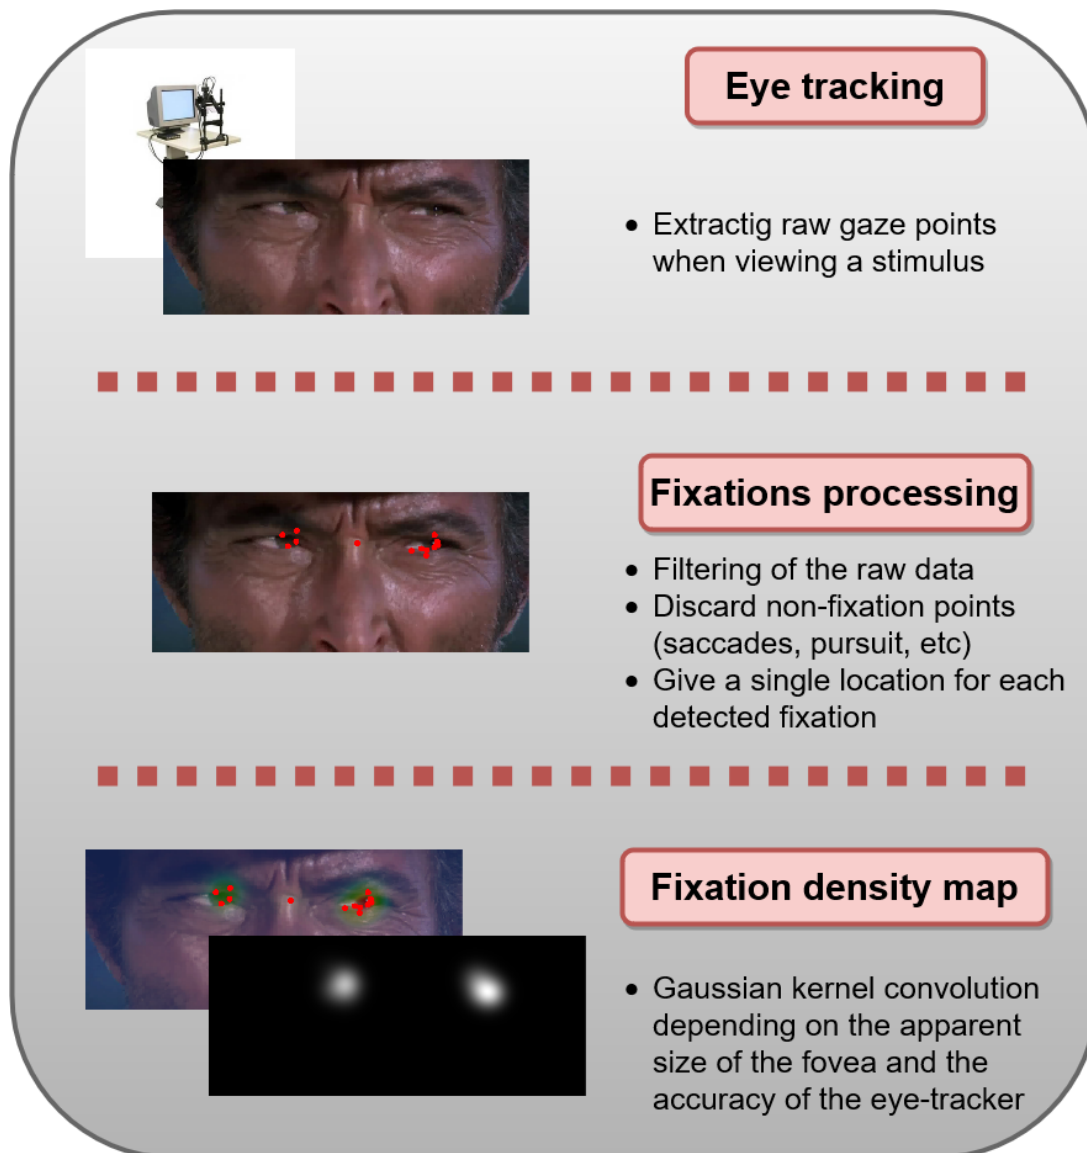 Eye tracking
• Extractig raw gaze points
when viewing a stimulus
Fixations processing
• Filtering of the raw data
• Discard non-fixation points
(saccades, pursuit, etc)
• Give a single location for each
detected fixation
Fixation density map
• Gaussian kernel convolution
depending on the apparent
size of the fovea and the
accuracy of the eye-tracker